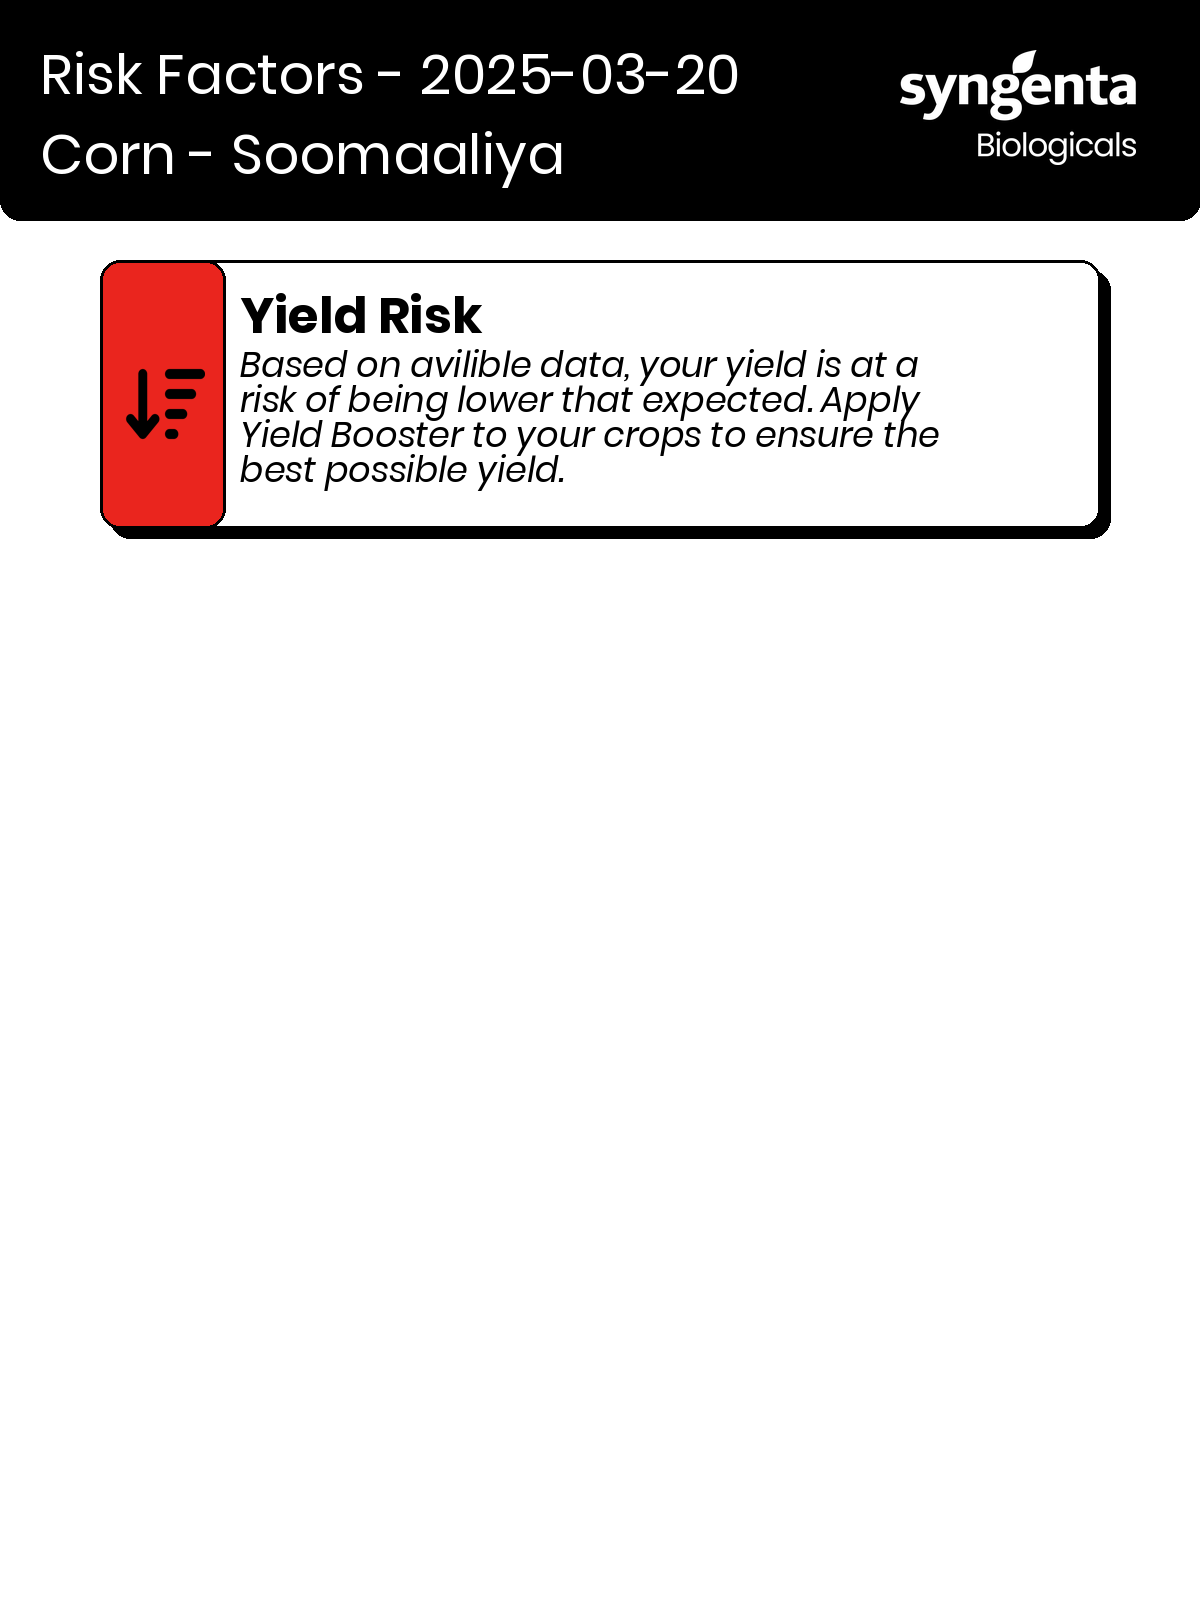 Risk Factors - 2025-03-20
Corn - Soomaaliya
syngenta
Biologicals
Yield Risk
Based on avilible data, your yield is at a
risk of being lower that expected. Apply
Yield Booster to your crops to ensure the
best possible yield.